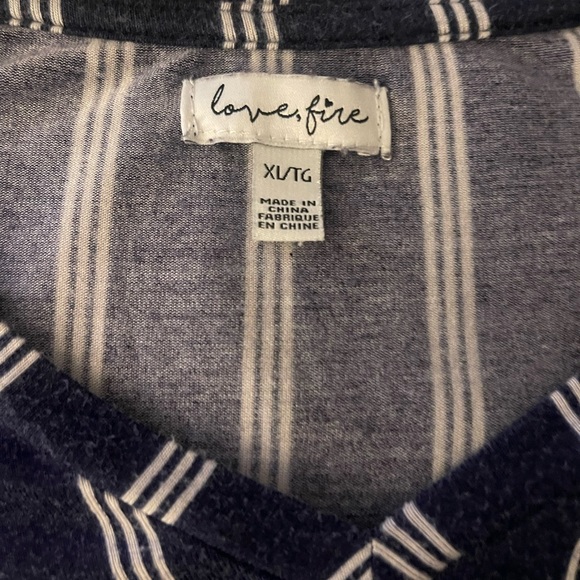 love, fire
XL/TG
MADE IN
CHINA
FABRIQUE
EN CHINE